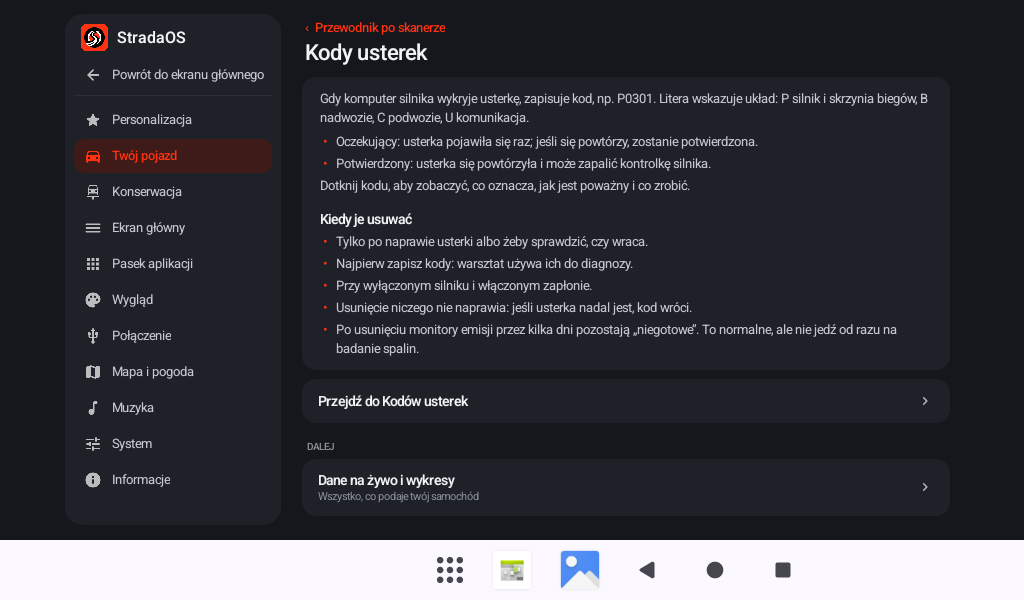 StradaOS
Powrót do ekranu głównego
Personalizacja
Twój pojazd
Konserwacja
Ekran główny
Pasek aplikacji
Wygląd
Połączenie
Mapa i pogoda
Muzyka
System
Informacje
‹ Przewodnik po skanerze
Kody usterek
Gdy komputer silnika wykryje usterkę, zapisuje kod, np. P0301. Litera wskazuje układ: P silnik i skrzynia biegów, B
nadwozie, C podwozie, U komunikacja.
• Oczekujący: usterka pojawiła się raz; jeśli się powtórzy, zostanie potwierdzona.
• Potwierdzony: usterka się powtórzyła i może zapalić kontrolkę silnika.
Dotknij kodu, aby zobaczyć, co oznacza, jak jest poważny i co zrobić.
Kiedy je usuwać
• Tylko po naprawie usterki albo żeby sprawdzić, czy wraca.
• Najpierw zapisz kody: warsztat używa ich do diagnozy.
• Przy wyłączonym silniku i włączonym zapłonie.
• Usunięcie niczego nie naprawia: jeśli usterka nadal jest, kod wróci.
• Po usunięciu monitory emisji przez kilka dni pozostają „niegotowe”. To normalne, ale nie jedź od razu na
badanie spalin.
Przejdź do Kodów usterek
DALEJ
Dane na żywo i wykresy
Wszystko, co podaje twój samochód